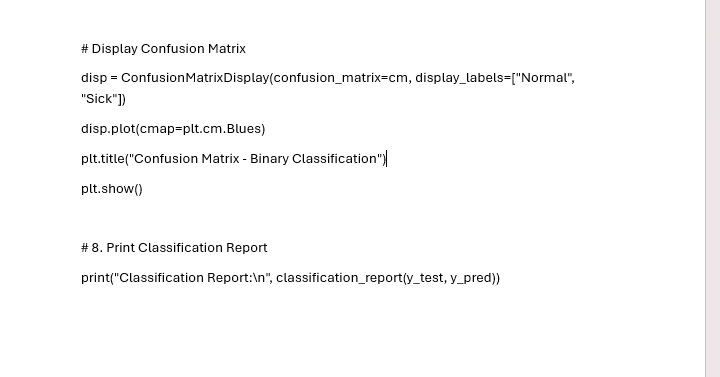 # Display Confusion Matrix
disp = ConfusionMatrixDisplay(confusion_matrix=cm, display_labels=["Normal",
"Sick"])
disp.plot(cmap=plt.cm.Blues)
plt.title("Confusion Matrix - Binary Classification")
plt.show()
# 8. Print Classification Report
print("Classification Report:\n", classification_report(y_test, y_pred))